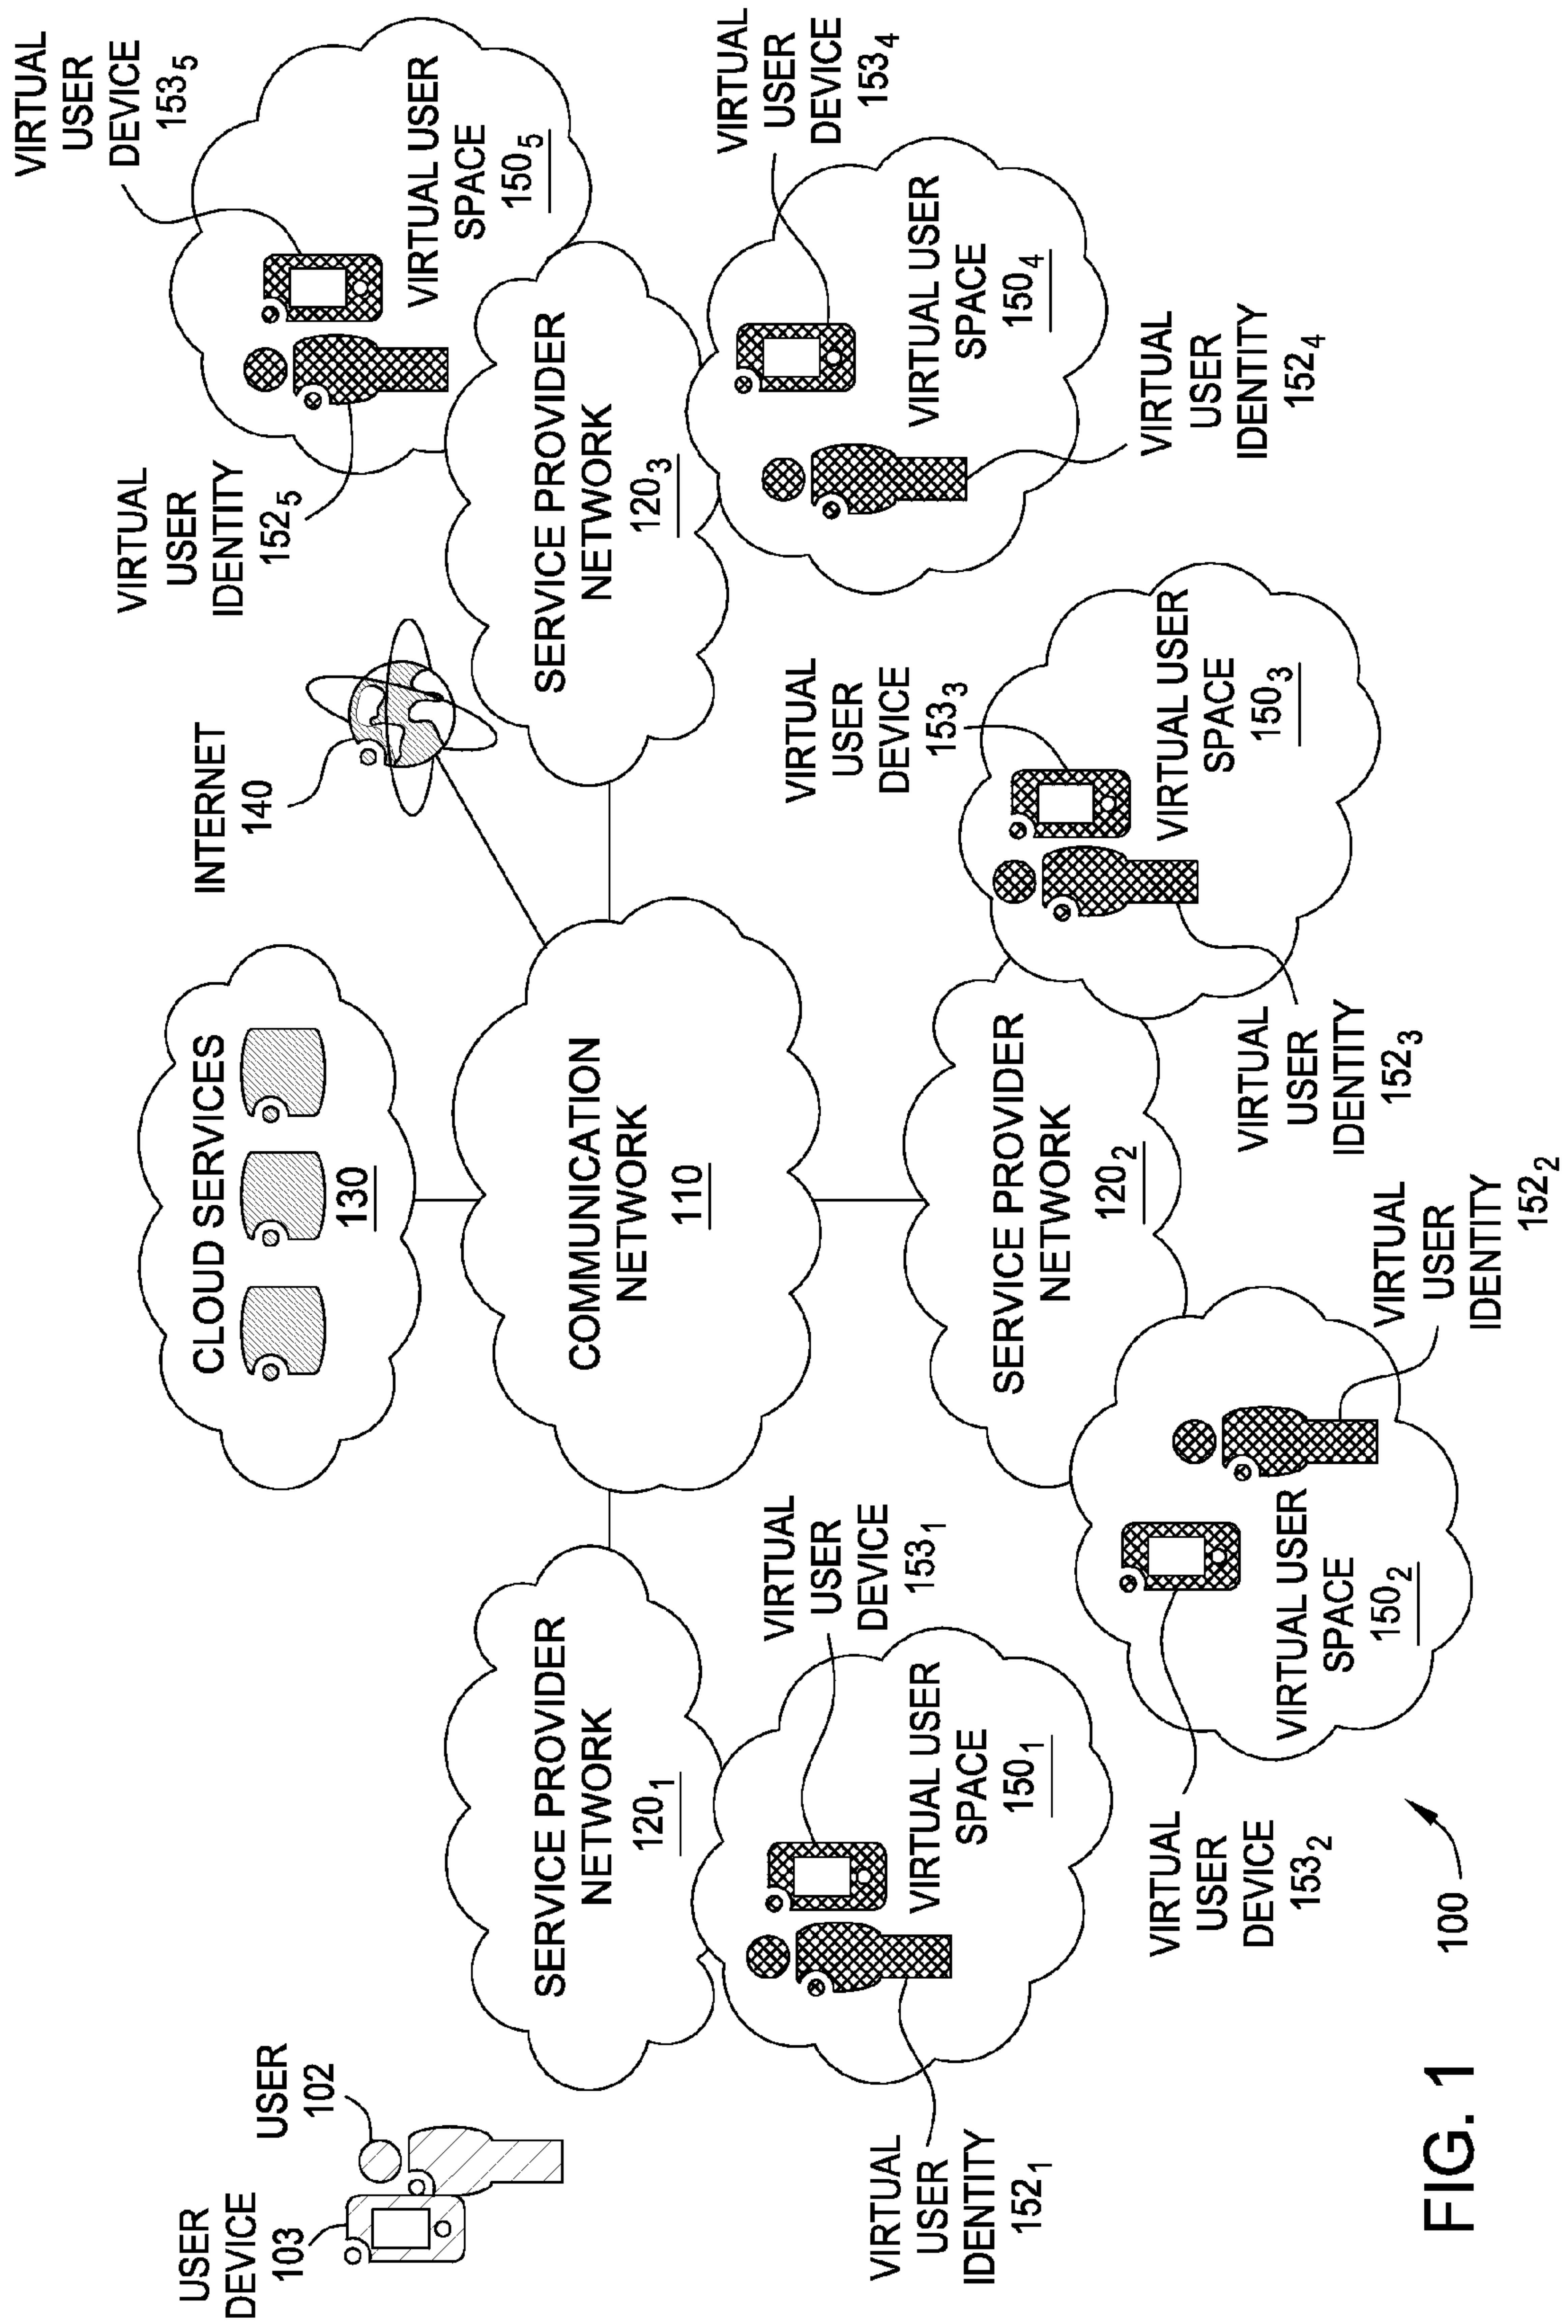 USER
DEVICE
103
USER
102
SERVICE PROVIDER
NETWORK
120₁
VIRTUAL
USER
IDENTITY
152₁
VIRTUAL USER
SPACE
150₁
VIRTUAL
USER
DEVICE
153₁
CLOUD SERVICES
130
COMMUNICATION
NETWORK
110
INTERNET
140
SERVICE PROVIDER
NETWORK
120₂
VIRTUAL
USER
DEVICE
153₂
VIRTUAL USER
SPACE
150₂
VIRTUAL
USER
IDENTITY
152₂
VIRTUAL
USER
IDENTITY
152₃
VIRTUAL USER
SPACE
150₃
VIRTUAL
USER
DEVICE
153₃
SERVICE PROVIDER
NETWORK
120₃
VIRTUAL
USER
IDENTITY
152₅
VIRTUAL
USER
DEVICE
153₅
VIRTUAL USER
SPACE
150₅
VIRTUAL
USER
DEVICE
153₄
VIRTUAL USER
SPACE
150₄
VIRTUAL
USER
IDENTITY
152₄
100
FIG. 1